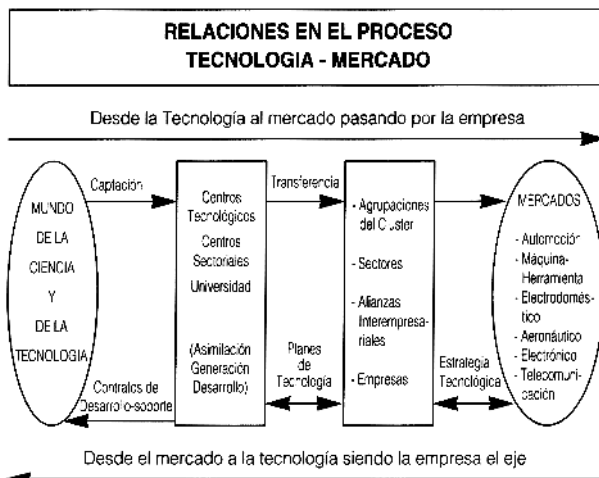 RELACIONES EN EL PROCESO
TECNOLOGIA - MERCADO
Desde la Tecnología al mercado pasando por la empresa
MUNDO
DE LA
CIENCIA
Y
DE LA
TECNOLOGIA
Captación
Contratos de
Desarrollo-soporte
Centros
Tecnológicos
Centros
Sectoriales
Universidad
(Asimilación
Generación
Desarrollo)
Transferencia
Planes
de
Tecnología
- Agrupaciones
del Cluster
- Sectores
- Alianzas
Interempresa-
riales
- Empresas
Estrategia
Tecnológica
MERCADOS
- Automoción
- Máquina-
Herramienta
- Electrodomés-
tico
- Aeronáutico
- Electrónico
- Telecomuni-
cación
Desde el mercado a la tecnología siendo la empresa el eje